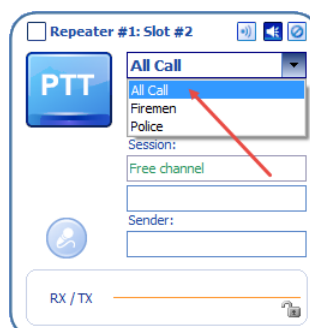 Repeater #1: Slot #2
PTT
All Call
All Call
Firemen
Police
Session:
Free channel
Sender:
RX / TX